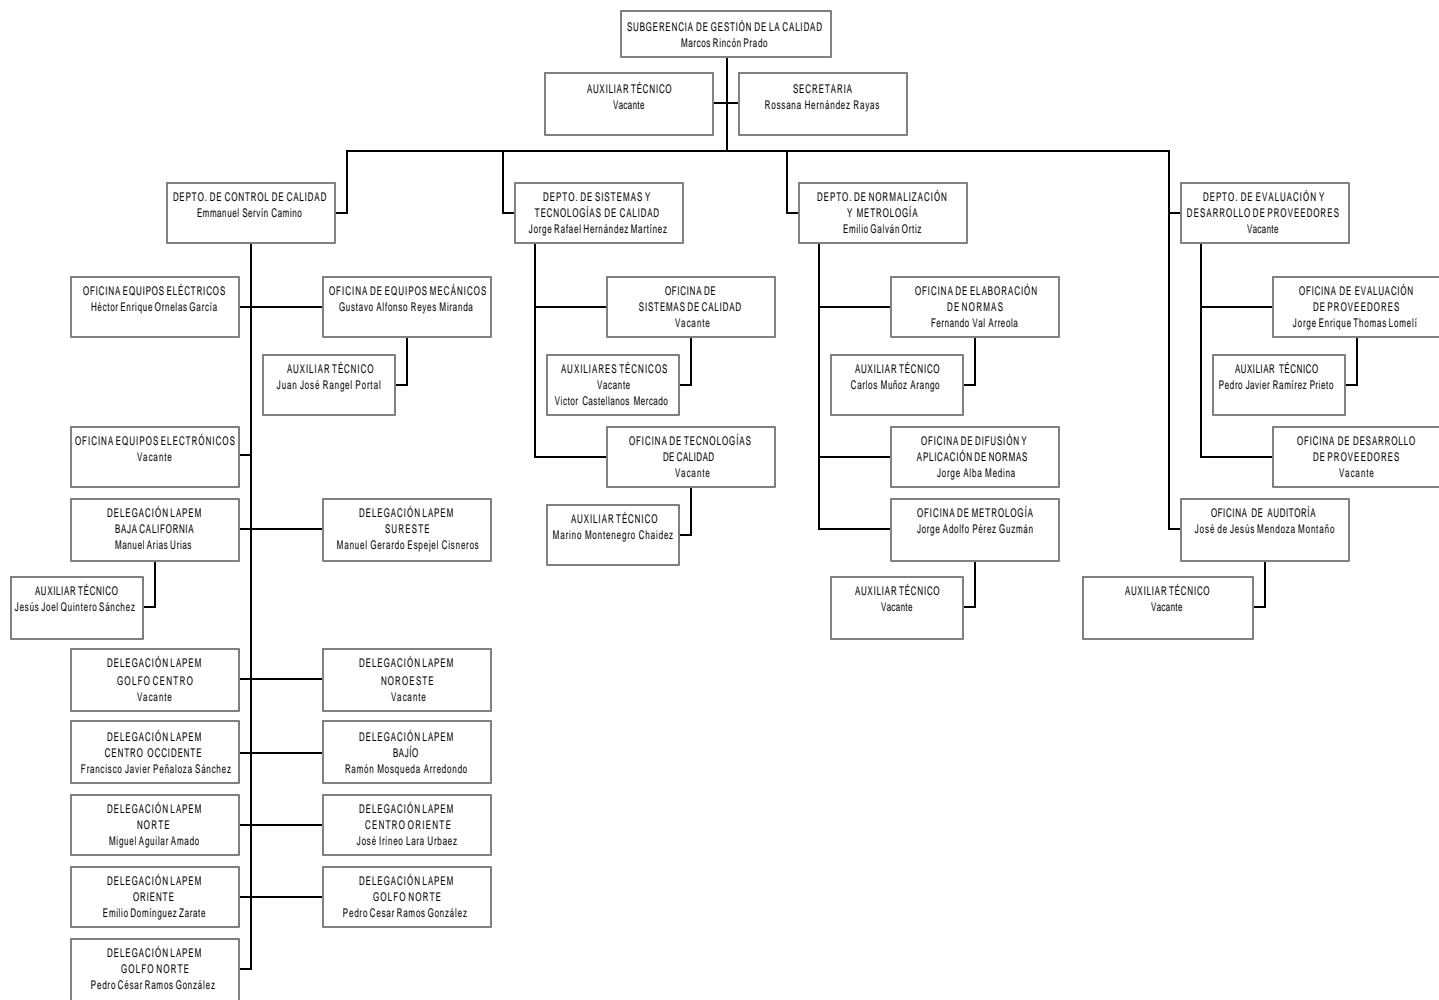 SUBGERENCIA DE GESTIÓN DE LA CALIDAD
Marcos Rincón Prado
AUXILIAR TÉCNICO
Vacante
SECRETARIA
Rossana Hernández Rayas
DEPTO. DE CONTROL DE CALIDAD
Emmanuel Servín Camino
DEPTO. DE SISTEMAS Y
TECNOLOGÍAS DE CALIDAD
Jorge Rafael Hernández Martínez
DEPTO. DE NORMALIZACIÓN
Y METROLOGÍA
Emilio Galván Ortiz
DEPTO. DE EVALUACIÓN Y
DESARROLLO DE PROVEEDORES
Vacante
OFICINA EQUIPOS ELÉCTRICOS
Héctor Enrique Ornelas García
OFICINA DE EQUIPOS MECÁNICOS
Gustavo Alfonso Reyes Miranda
OFICINA DE
SISTEMAS DE CALIDAD
Vacante
OFICINA DE ELABORACIÓN
DE NORMAS
Fernando Val Arreola
OFICINA DE EVALUACIÓN
DE PROVEEDORES
Jorge Enrique Thomas Lomelí
AUXILIAR TÉCNICO
Juan José Rangel Portal
AUXILIARES TÉCNICOS
Vacante
Victor Castellanos Mercado
AUXILIAR TÉCNICO
Carlos Muñoz Arango
AUXILIAR TÉCNICO
Pedro Javier Ramírez Prieto
OFICINA EQUIPOS ELECTRÓNICOS
Vacante
OFICINA DE TECNOLOGÍAS
DE CALIDAD
Vacante
OFICINA DE DIFUSIÓN Y
APLICACIÓN DE NORMAS
Jorge Alba Medina
OFICINA DE DESARROLLO
DE PROVEEDORES
Vacante
DELEGACIÓN LAPEM
BAJA CALIFORNIA
Manuel Arias Urias
DELEGACIÓN LAPEM
SURESTE
Manuel Gerardo Espejel Cisneros
AUXILIAR TÉCNICO
Marino Montenegro Chaidez
OFICINA DE METROLOGÍA
Jorge Adolfo Pérez Guzmán
OFICINA DE AUDITORÍA
José de Jesús Mendoza Montaño
AUXILIAR TÉCNICO
Jesús Joel Quintero Sánchez
AUXILIAR TÉCNICO
Vacante
AUXILIAR TÉCNICO
Vacante
DELEGACIÓN LAPEM
GOLFO CENTRO
Vacante
DELEGACIÓN LAPEM
NOROESTE
Vacante
DELEGACIÓN LAPEM
CENTRO OCCIDENTE
Francisco Javier Peñaloza Sánchez
DELEGACIÓN LAPEM
BAJÍO
Ramón Mosqueda Arredondo
DELEGACIÓN LAPEM
NORTE
Miguel Aguilar Amado
DELEGACIÓN LAPEM
CENTRO ORIENTE
José Irineo Lara Urbaez
DELEGACIÓN LAPEM
ORIENTE
Emilio Domínguez Zarate
DELEGACIÓN LAPEM
GOLFO NORTE
Pedro Cesar Ramos González
DELEGACIÓN LAPEM
GOLFO NORTE
Pedro César Ramos González